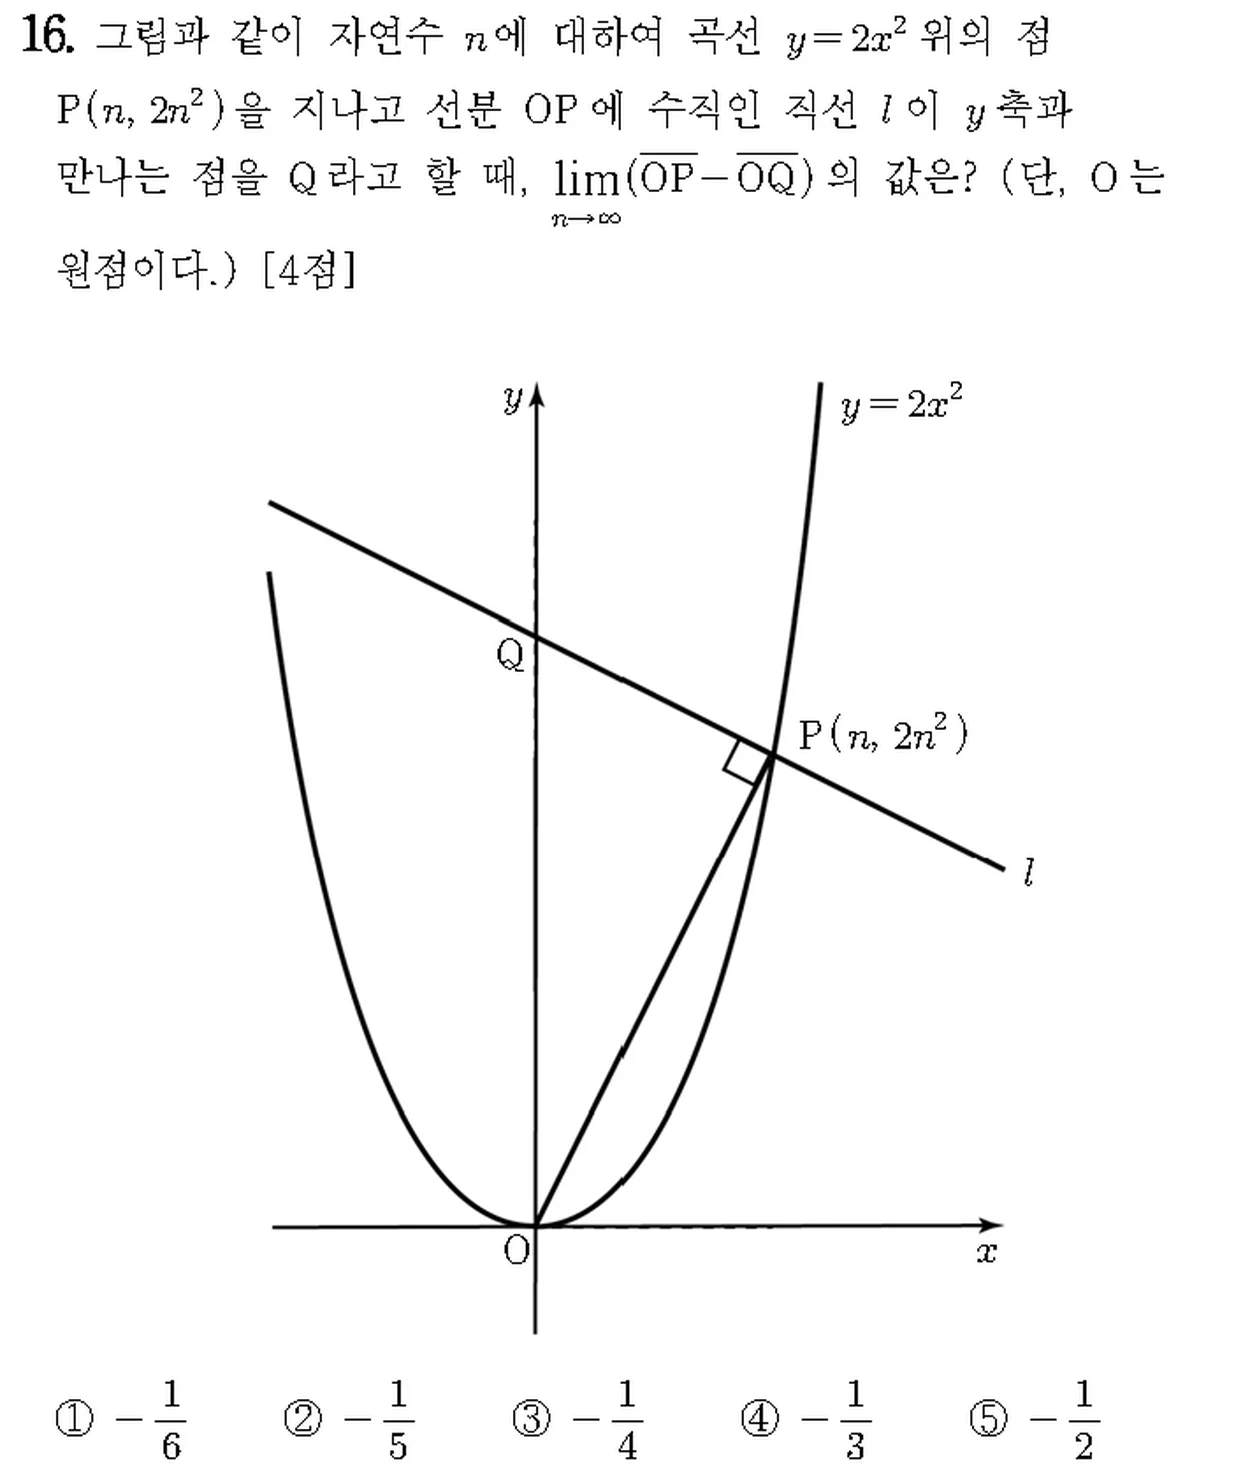 16. 그림과 같이 자연수 n에 대하여 곡선 y=2x² 위의 점
P(n, 2n²)을 지나고 선분 OP에 수직인 직선 l이 y축과
만나는 점을 Q라고 할 때, lim(n→∞) (O̅P̅−O̅Q̅)의 값은? (단, O는
원점이다.) [4점]
y
y=2x²
Q
P(n, 2n²)
l
O
x
① −1/6 ② −1/5 ③ −1/4 ④ −1/3 ⑤ −1/2